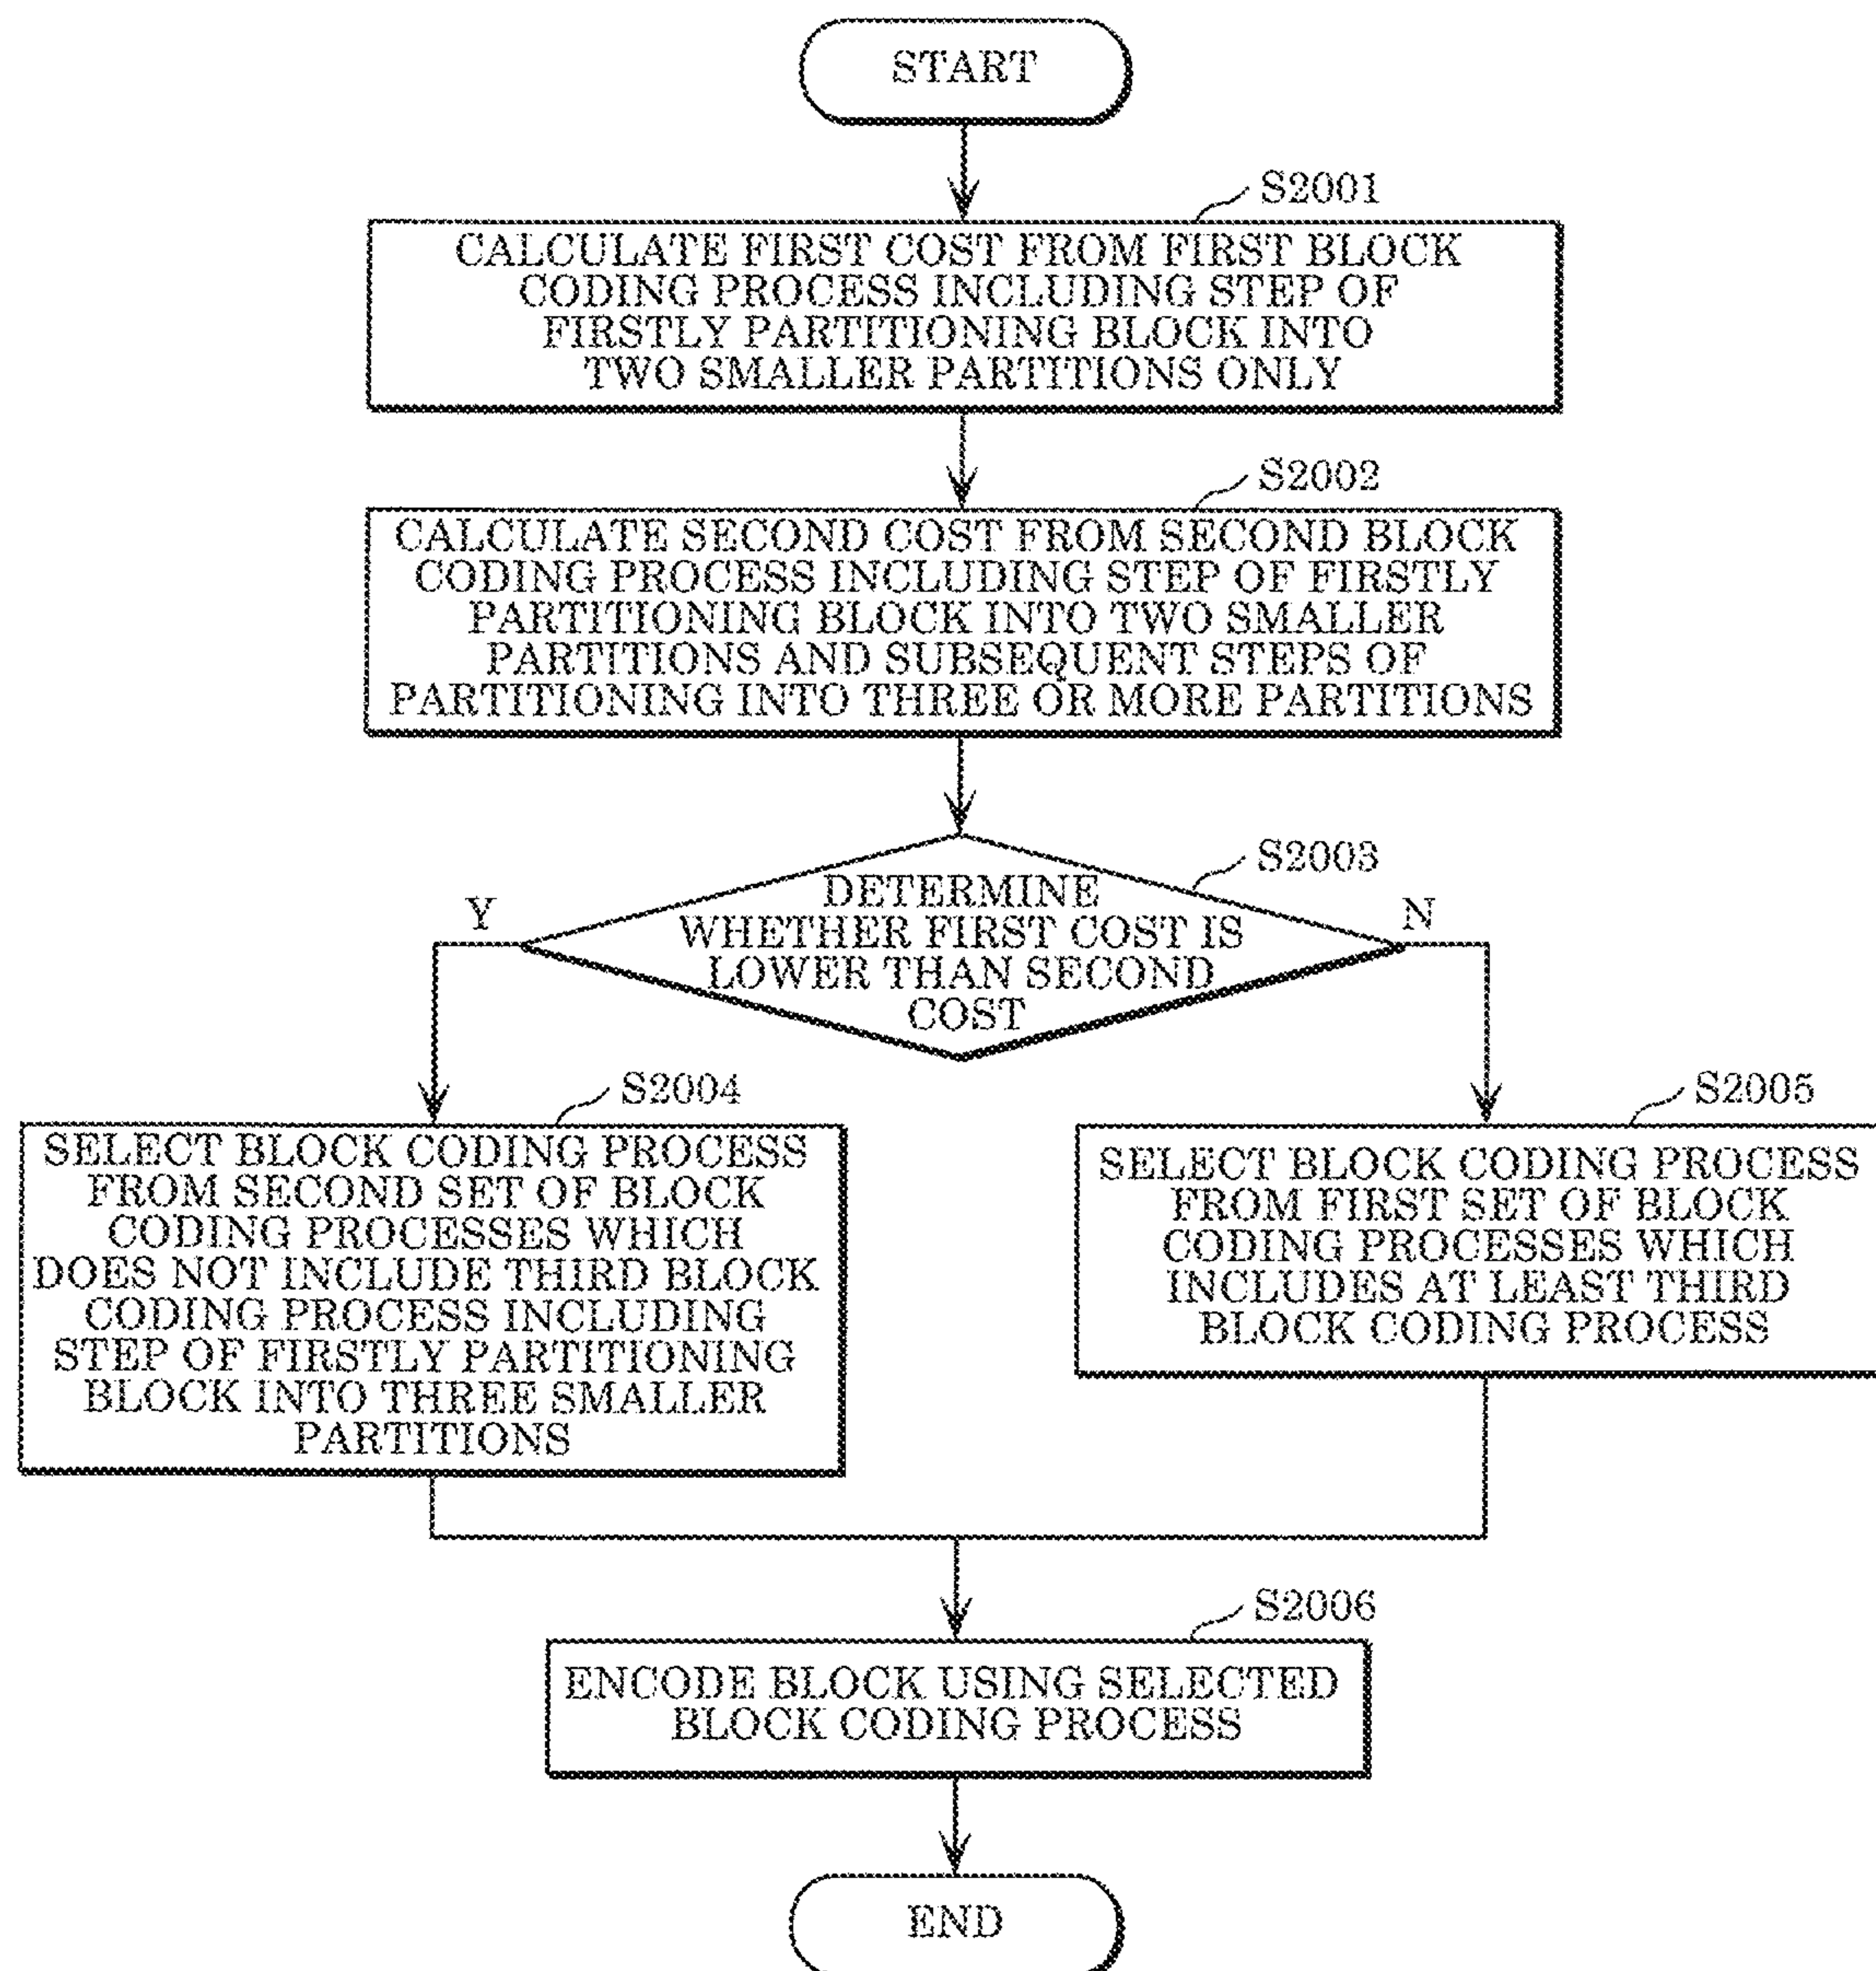 START
S2001
CALCULATE FIRST COST FROM FIRST BLOCK
CODING PROCESS INCLUDING STEP OF
FIRSTLY PARTITIONING BLOCK INTO
TWO SMALLER PARTITIONS ONLY
S2002
CALCULATE SECOND COST FROM SECOND BLOCK
CODING PROCESS INCLUDING STEP OF FIRSTLY
PARTITIONING BLOCK INTO TWO SMALLER
PARTITIONS AND SUBSEQUENT STEPS OF
PARTITIONING INTO THREE OR MORE PARTITIONS
S2003
DETERMINE
WHETHER FIRST COST IS
LOWER THAN SECOND
COST
Y
N
S2004
SELECT BLOCK CODING PROCESS
FROM SECOND SET OF BLOCK
CODING PROCESSES WHICH
DOES NOT INCLUDE THIRD BLOCK
CODING PROCESS INCLUDING
STEP OF FIRSTLY PARTITIONING
BLOCK INTO THREE SMALLER
PARTITIONS
S2005
SELECT BLOCK CODING PROCESS
FROM FIRST SET OF BLOCK
CODING PROCESSES WHICH
INCLUDES AT LEAST THIRD
BLOCK CODING PROCESS
S2006
ENCODE BLOCK USING SELECTED
BLOCK CODING PROCESS
END